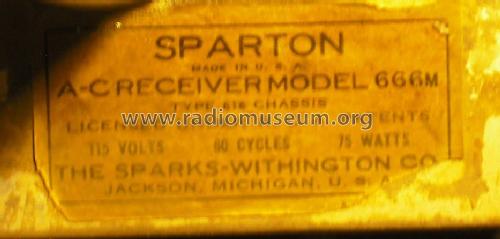 SPARTON
MADE IN U. S. A.
A-C RECEIVER MODEL 666M
TYPE 616 CHASSIS
www.radiomuseum.org
115 VOLTS 60 CYCLES 75 WATTS
THE SPARKS-WITHINGTON CO.
JACKSON, MICHIGAN, U. S. A.